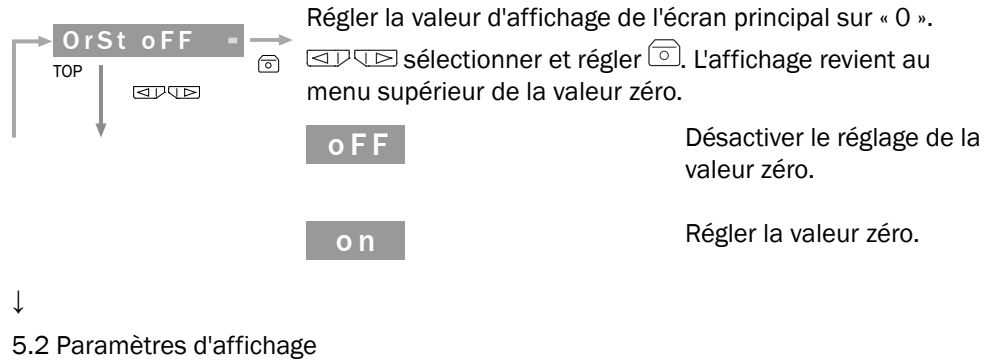 Régler la valeur d'affichage de l'écran principal sur « 0 ».
OrSt oFF
TOP
sélectionner et régler . L'affichage revient au
menu supérieur de la valeur zéro.
oFF
Désactiver le réglage de la
valeur zéro.
on
Régler la valeur zéro.
↓
5.2 Paramètres d'affichage